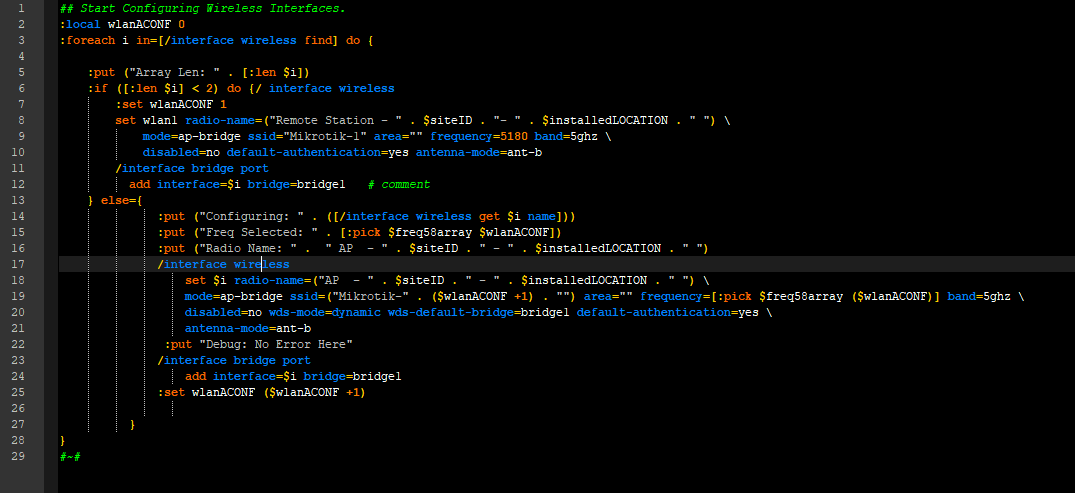 1 ## Start Configuring Wireless Interfaces.
2 :local wlanACONF 0
3 :foreach i in=[/interface wireless find] do {
4
5 :put ("Array Len: " . [:len $i])
6 :if ([:len $i] < 2) do {/ interface wireless
7 :set wlanACONF 1
8 set wlan1 radio-name=("Remote Station - " . $siteID . "- " . $installedLOCATION . " ") \
9 mode=ap-bridge ssid="Mikrotik-1" area="" frequency=5180 band=5ghz \
10 disabled=no default-authentication=yes antenna-mode=ant-b
11 /interface bridge port
12 add interface=$i bridge=bridge1 # comment
13 } else={
14 :put ("Configuring: " . ([/interface wireless get $i name]))
15 :put ("Freq Selected: " . [:pick $freq58array $wlanACONF])
16 :put ("Radio Name: " . " AP - " . $siteID . " - " . $installedLOCATION . " ")
17 /interface wireless
18 set $i radio-name=("AP - " . $siteID . " - " . $installedLOCATION . " ") \
19 mode=ap-bridge ssid=("Mikrotik-" . ($wlanACONF +1) . "") area="" frequency=[:pick $freq58array ($wlanACONF)] band=5ghz \
20 disabled=no wds-mode=dynamic wds-default-bridge=bridge1 default-authentication=yes \
21 antenna-mode=ant-b
22 :put "Debug: No Error Here"
23 /interface bridge port
24 add interface=$i bridge=bridge1
25 :set wlanACONF ($wlanACONF +1)
26
27 }
28 }
29 #~#